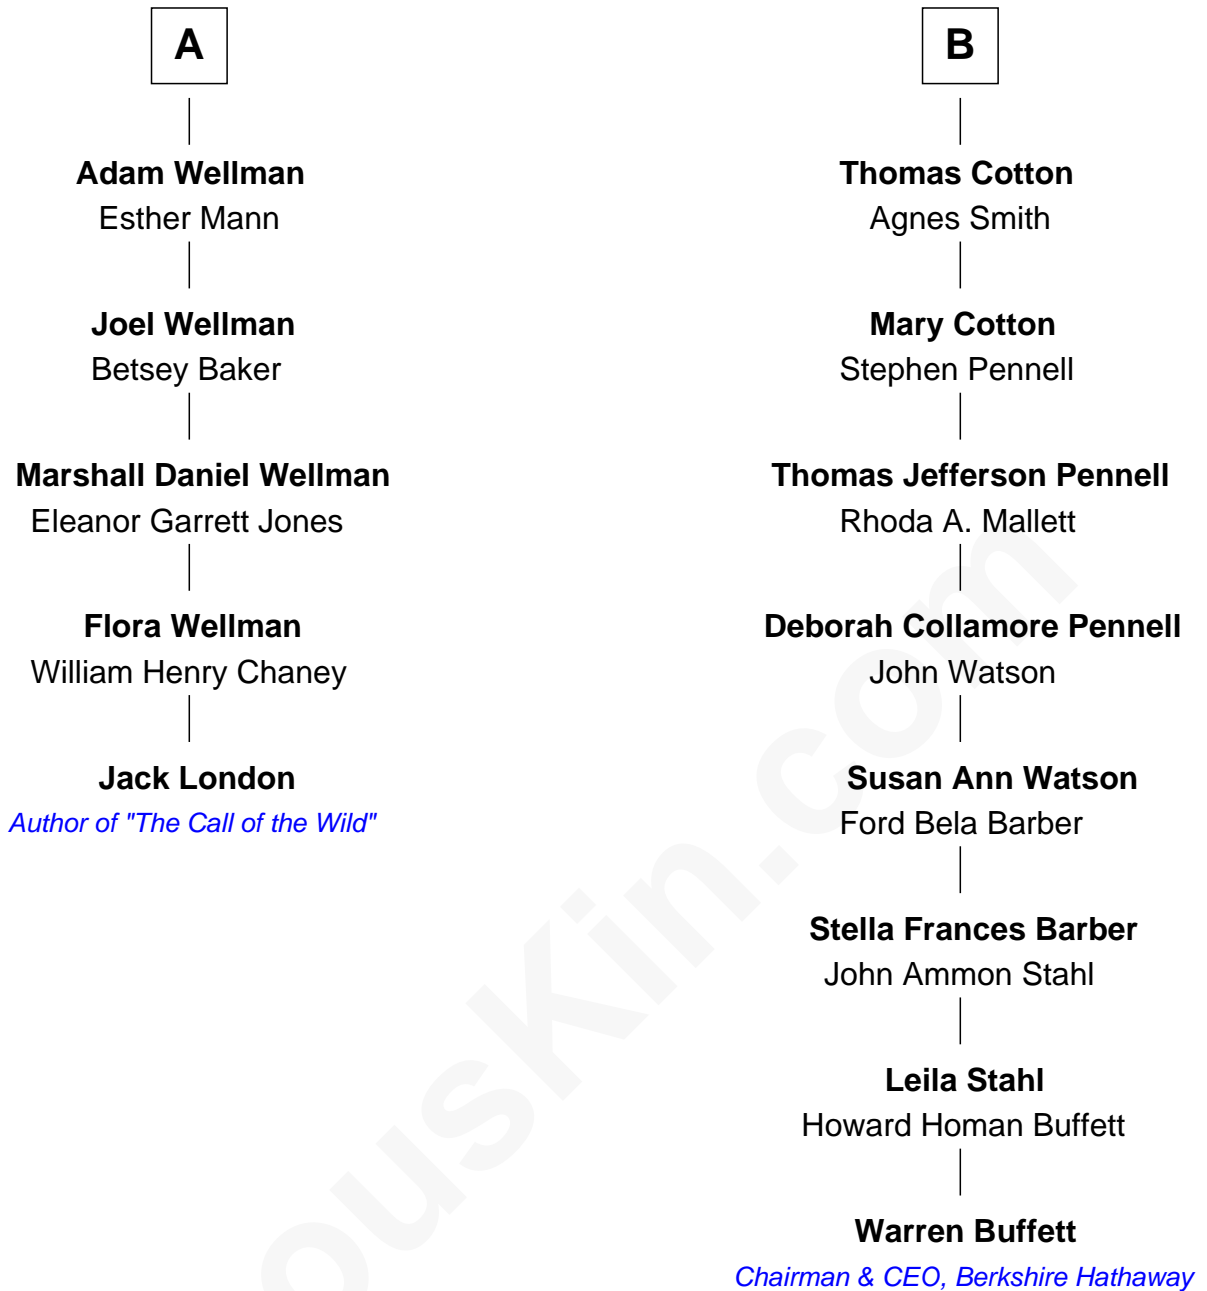 A
Adam Wellman
Esther Mann
Joel Wellman
Betsey Baker
Marshall Daniel Wellman
Eleanor Garrett Jones
Flora Wellman
William Henry Chaney
Jack London
Author of "The Call of the Wild"
B
Thomas Cotton
Agnes Smith
Mary Cotton
Stephen Pennell
Thomas Jefferson Pennell
Rhoda A. Mallett
Deborah Collamore Pennell
John Watson
Susan Ann Watson
Ford Bela Barber
Stella Frances Barber
John Ammon Stahl
Leila Stahl
Howard Homan Buffett
Warren Buffett
Chairman & CEO, Berkshire Hathaway
ousKin.com